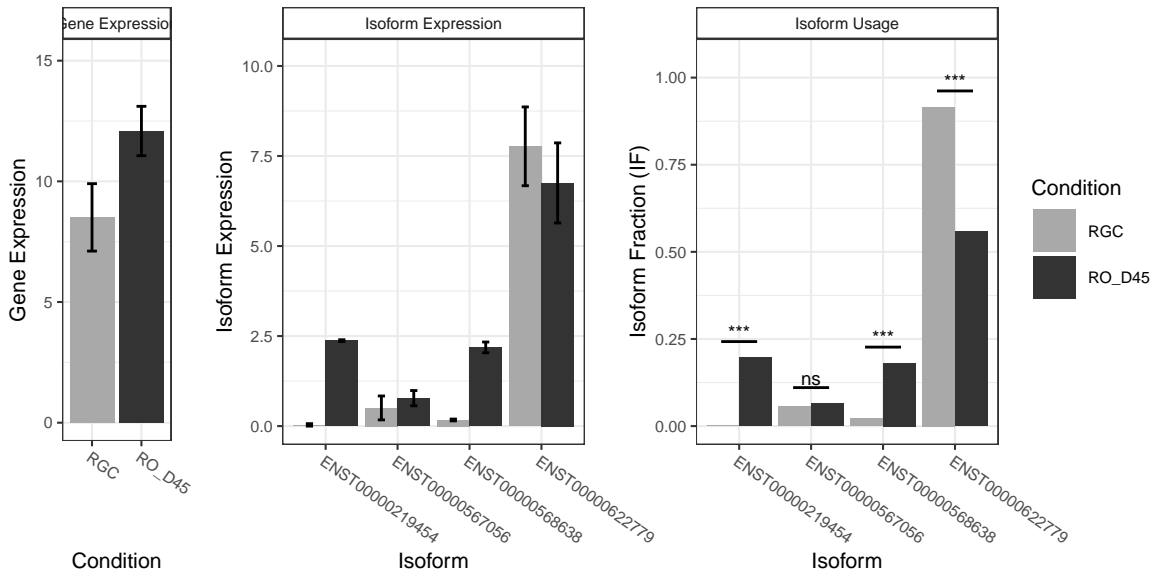 Gene Expression
Isoform Expression
Isoform Usage
Gene Expression
15
10
5
0
RGC
RO_D45
Condition
Isoform Expression
10.0
7.5
5.0
2.5
0.0
ENST00000219454
ENST00000567056
ENST00000568638
ENST00000622779
Isoform
Isoform Fraction (IF)
1.00
0.75
0.50
0.25
0.00
***
ns
***
***
ENST00000219454
ENST00000567056
ENST00000568638
ENST00000622779
Isoform
Condition
RGC
RO_D45